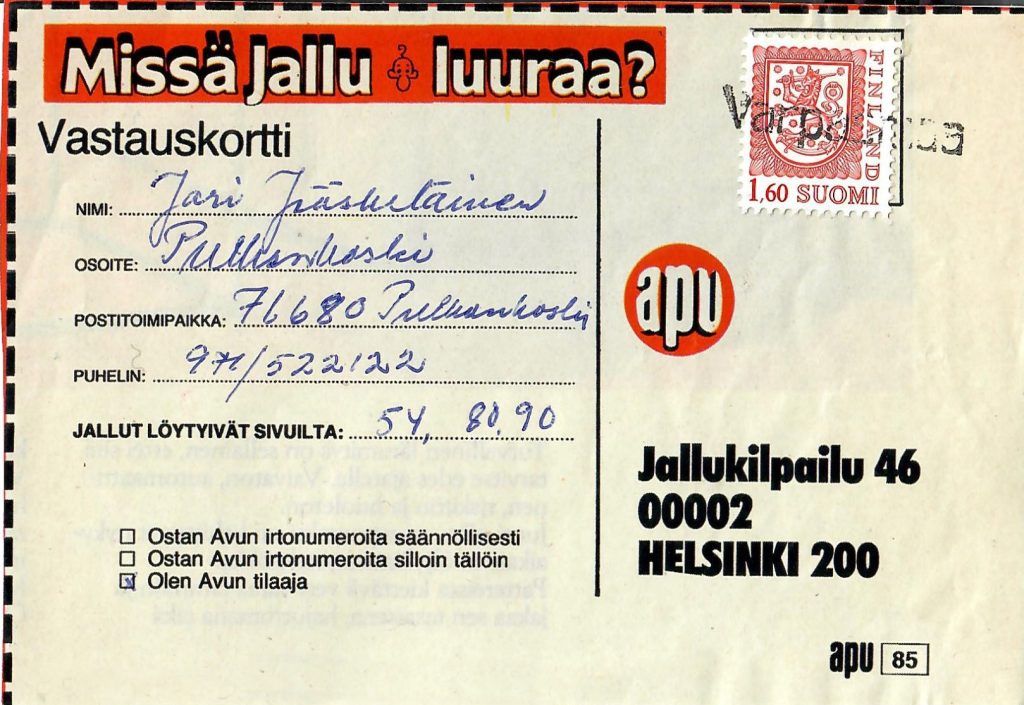 Missä Jallu luuraa?
Vastauskortti
NIMI: Jari Jääskeläinen
OSOITE: Pulkonkoski
POSTITOIMIPAIKKA: 71680 Pulkonkoski
PUHELIN: 971/522122
JALLUT LÖYTYIVÄT SIVUILTA: 54, 80, 90
Ostan Avun irtonumeroita säännöllisesti
Ostan Avun irtonumeroita silloin tällöin
Olen Avun tilaaja
FINLAND
1,60 SUOMI
apu
Jallukilpailu 46
00002
HELSINKI 200
apu 85